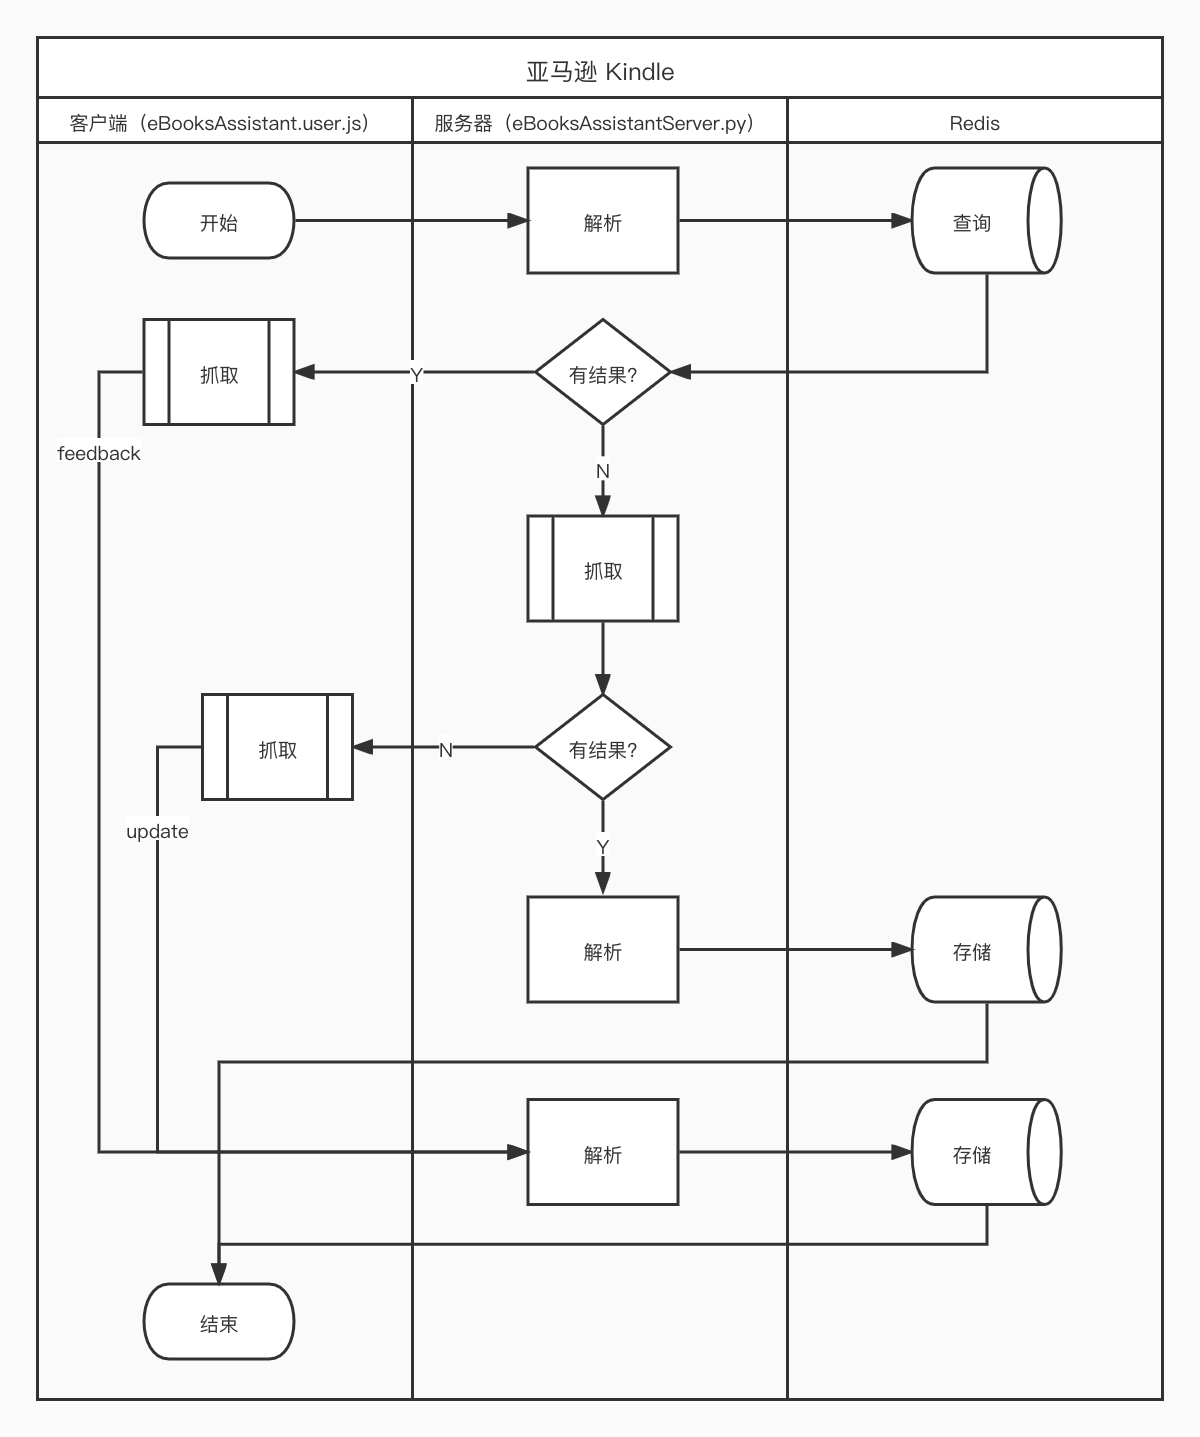 亚马逊 Kindle
客户端（eBooksAssistant.user.js）
服务器（eBooksAssistantServer.py）
Redis
开始
解析
查询
抓取
Y
有结果?
feedback
N
抓取
抓取
N
有结果?
update
Y
解析
存储
解析
存储
结束